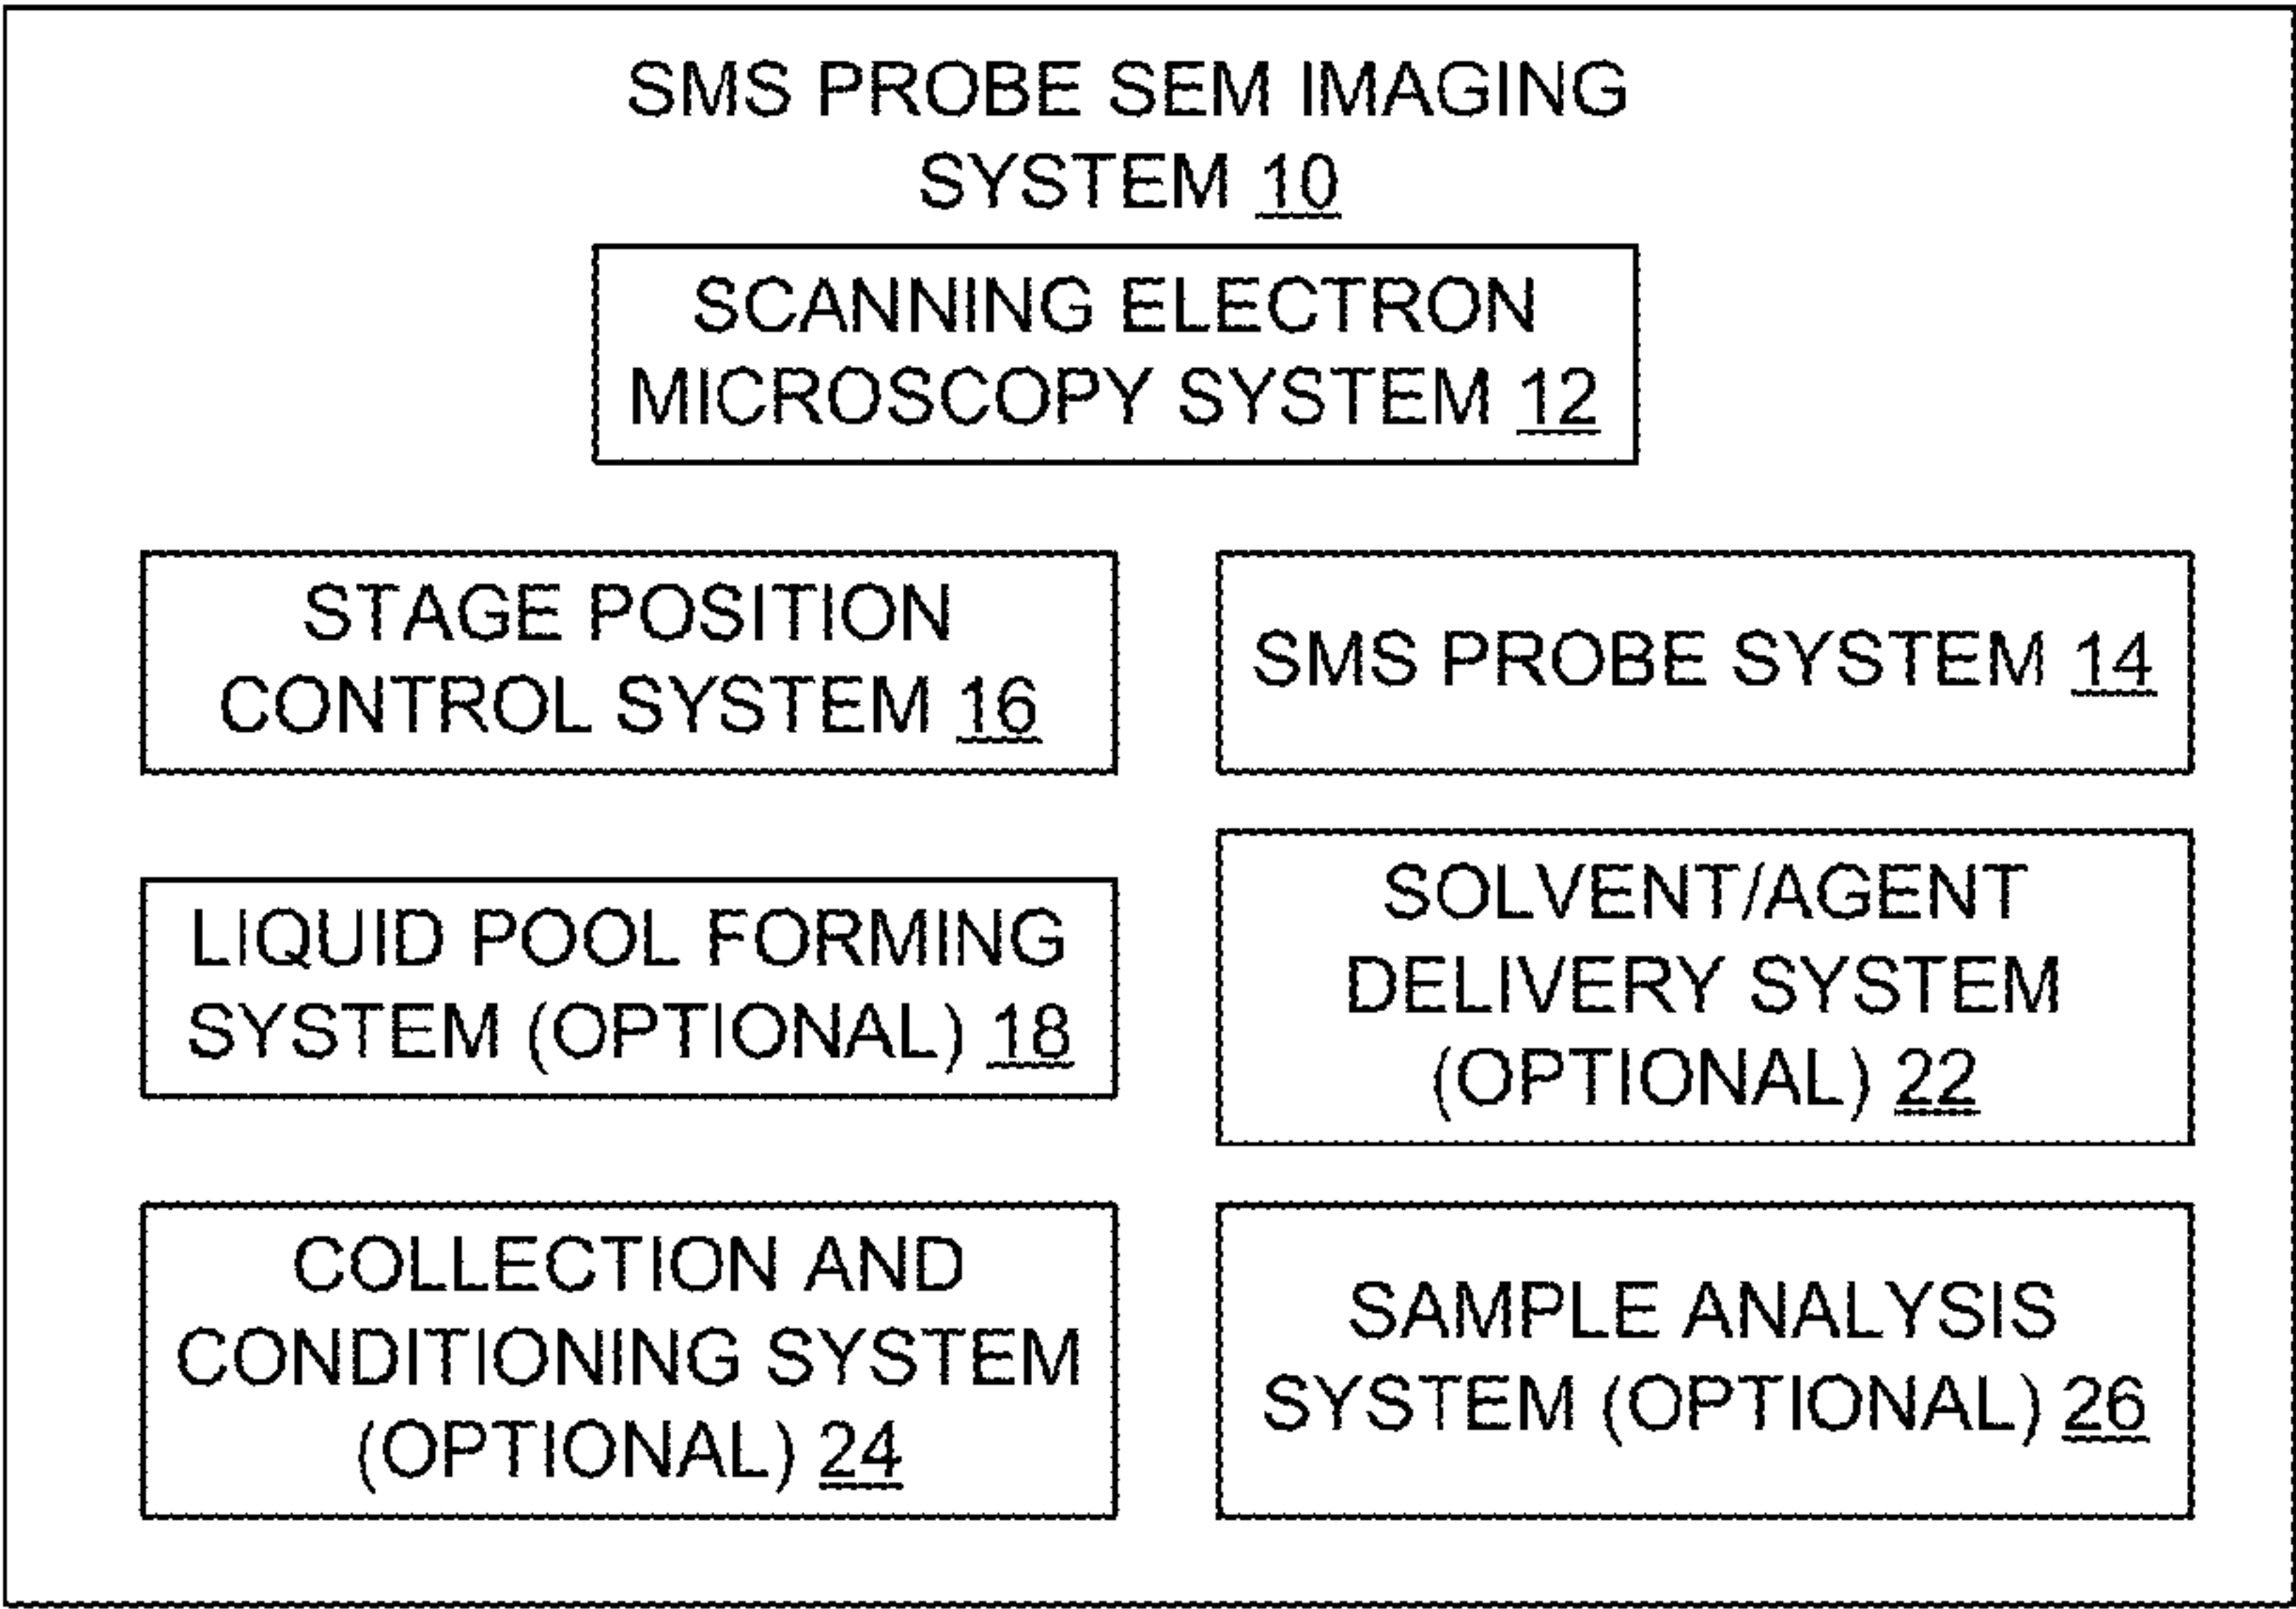 SMS PROBE SEM IMAGING
SYSTEM 10
SCANNING ELECTRON
MICROSCOPY SYSTEM 12
STAGE POSITION
CONTROL SYSTEM 16
SMS PROBE SYSTEM 14
LIQUID POOL FORMING
SYSTEM (OPTIONAL) 18
SOLVENT/AGENT
DELIVERY SYSTEM
(OPTIONAL) 22
COLLECTION AND
CONDITIONING SYSTEM
(OPTIONAL) 24
SAMPLE ANALYSIS
SYSTEM (OPTIONAL) 26